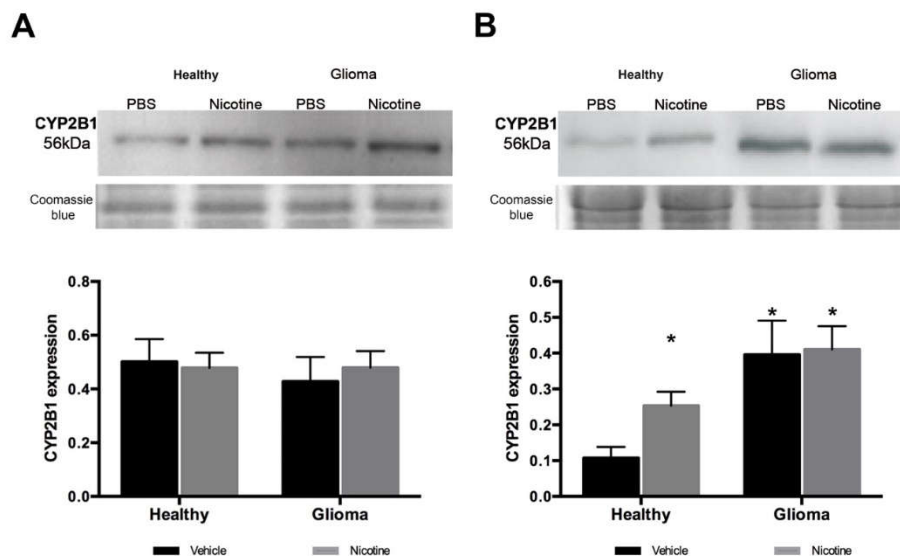 A
Healthy
Glioma
PBS
Nicotine
PBS
Nicotine
CYP2B1
56kDa
Coomassie
blue
CYP2B1 expression
0.8
0.6
0.4
0.2
0.0
Healthy
Glioma
Vehicle
Nicotine
B
Healthy
Glioma
PBS
Nicotine
PBS
Nicotine
CYP2B1
56kDa
Coomassie
blue
CYP2B1 expression
0.6
0.5
0.4
0.3
0.2
0.1
0.0
*
*
*
Healthy
Glioma
Vehicle
Nicotine